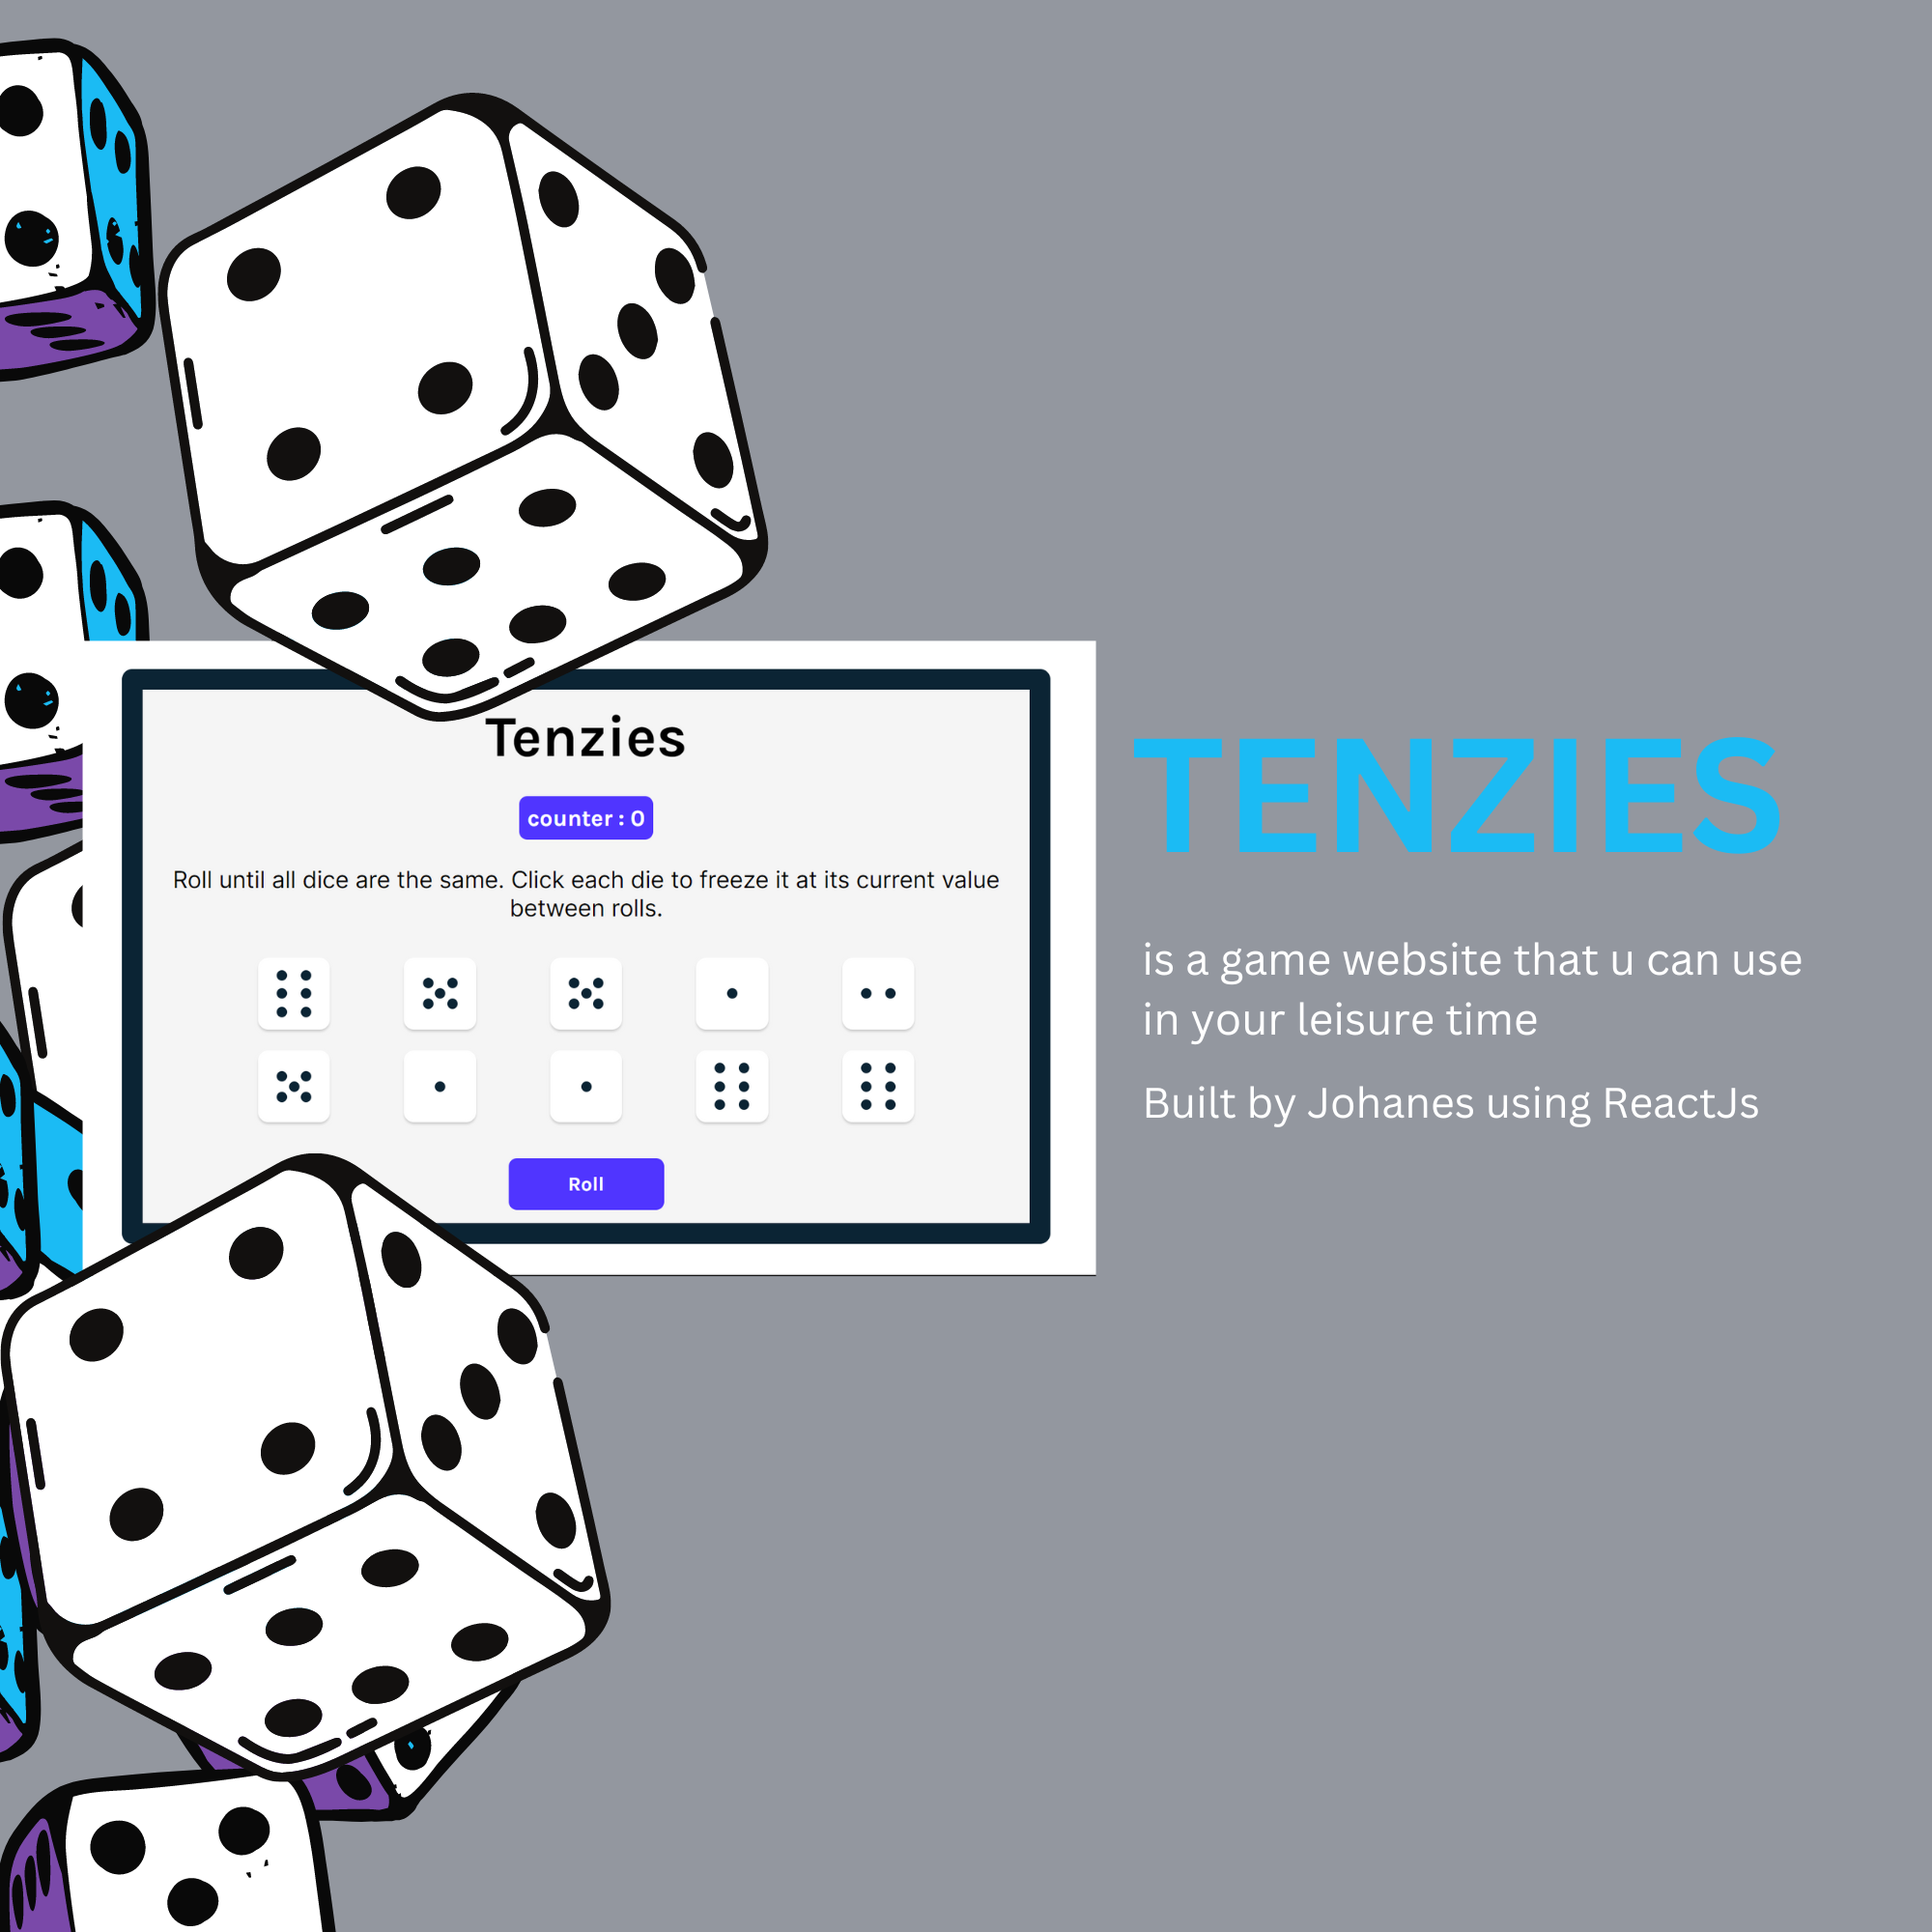 Tenzies
counter : 0
Roll until all dice are the same. Click each die to freeze it at its current value
between rolls.
Roll
TENZIES
is a game website that u can use
in your leisure time
Built by Johanes using ReactJs